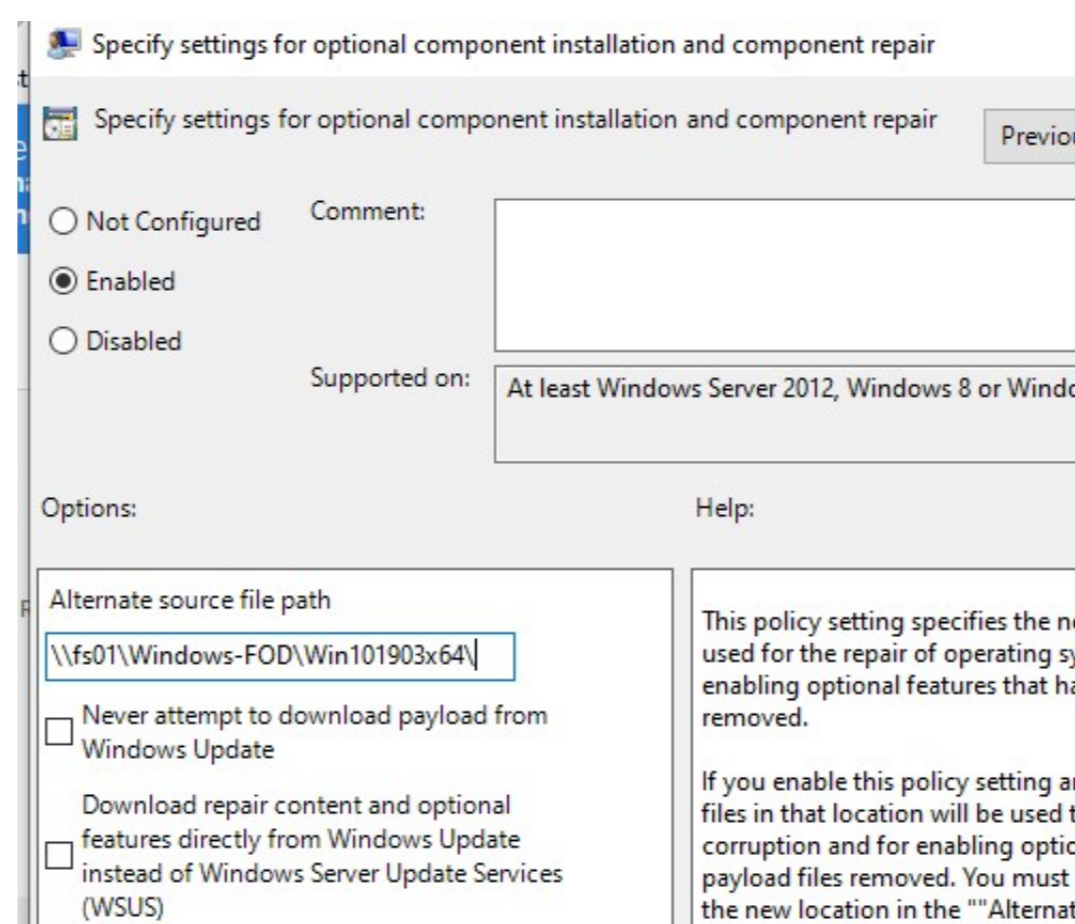 Specify settings for optional component installation and component repair
Specify settings for optional component installation and component repair
Not Configured
Comment:
Enabled
Disabled
Supported on:
At least Windows Server 2012, Windows 8 or
Options:
Help:
Alternate source file path
\\fs01\Windows-FOD\Win101903x64\
Never attempt to download payload from
Windows Update
Download repair content and optional
features directly from Windows Update
instead of Windows Server Update Services
(WSUS)
This policy setting specifies the
used for the repair of operating
enabling optional features that
removed.
If you enable this policy setting
files in that location will be used
corruption and for enabling
payload files removed. You must
the new location in the